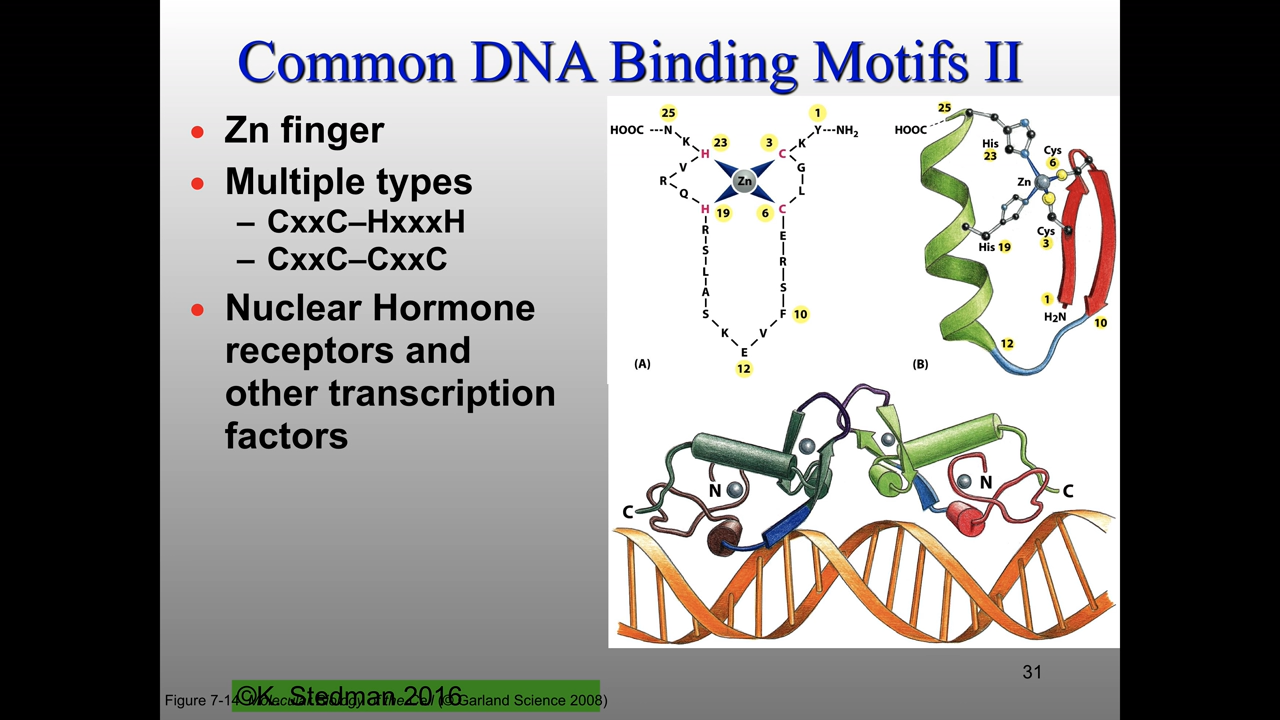 Common DNA Binding Motifs II
• Zn finger
• Multiple types
– CxxC–HxxxH
– CxxC–CxxC
• Nuclear Hormone
receptors and
other transcription
factors
25
1
HOOC
N
Y
NH2
K
23
3
K
H
C
V
G
R
Zn
Q
L
H
19
6
C
R
E
S
R
L
A
S
S
F
10
K
V
E
12
(A)
25
HOOC
His
23
Cys
6
Zn
His 19
Cys
3
1
H2N
10
12
(B)
N
C
N
C
31
©K. Stedman 2016
Figure 7-14 Molecular Biology of the Cell (© Garland Science 2008)